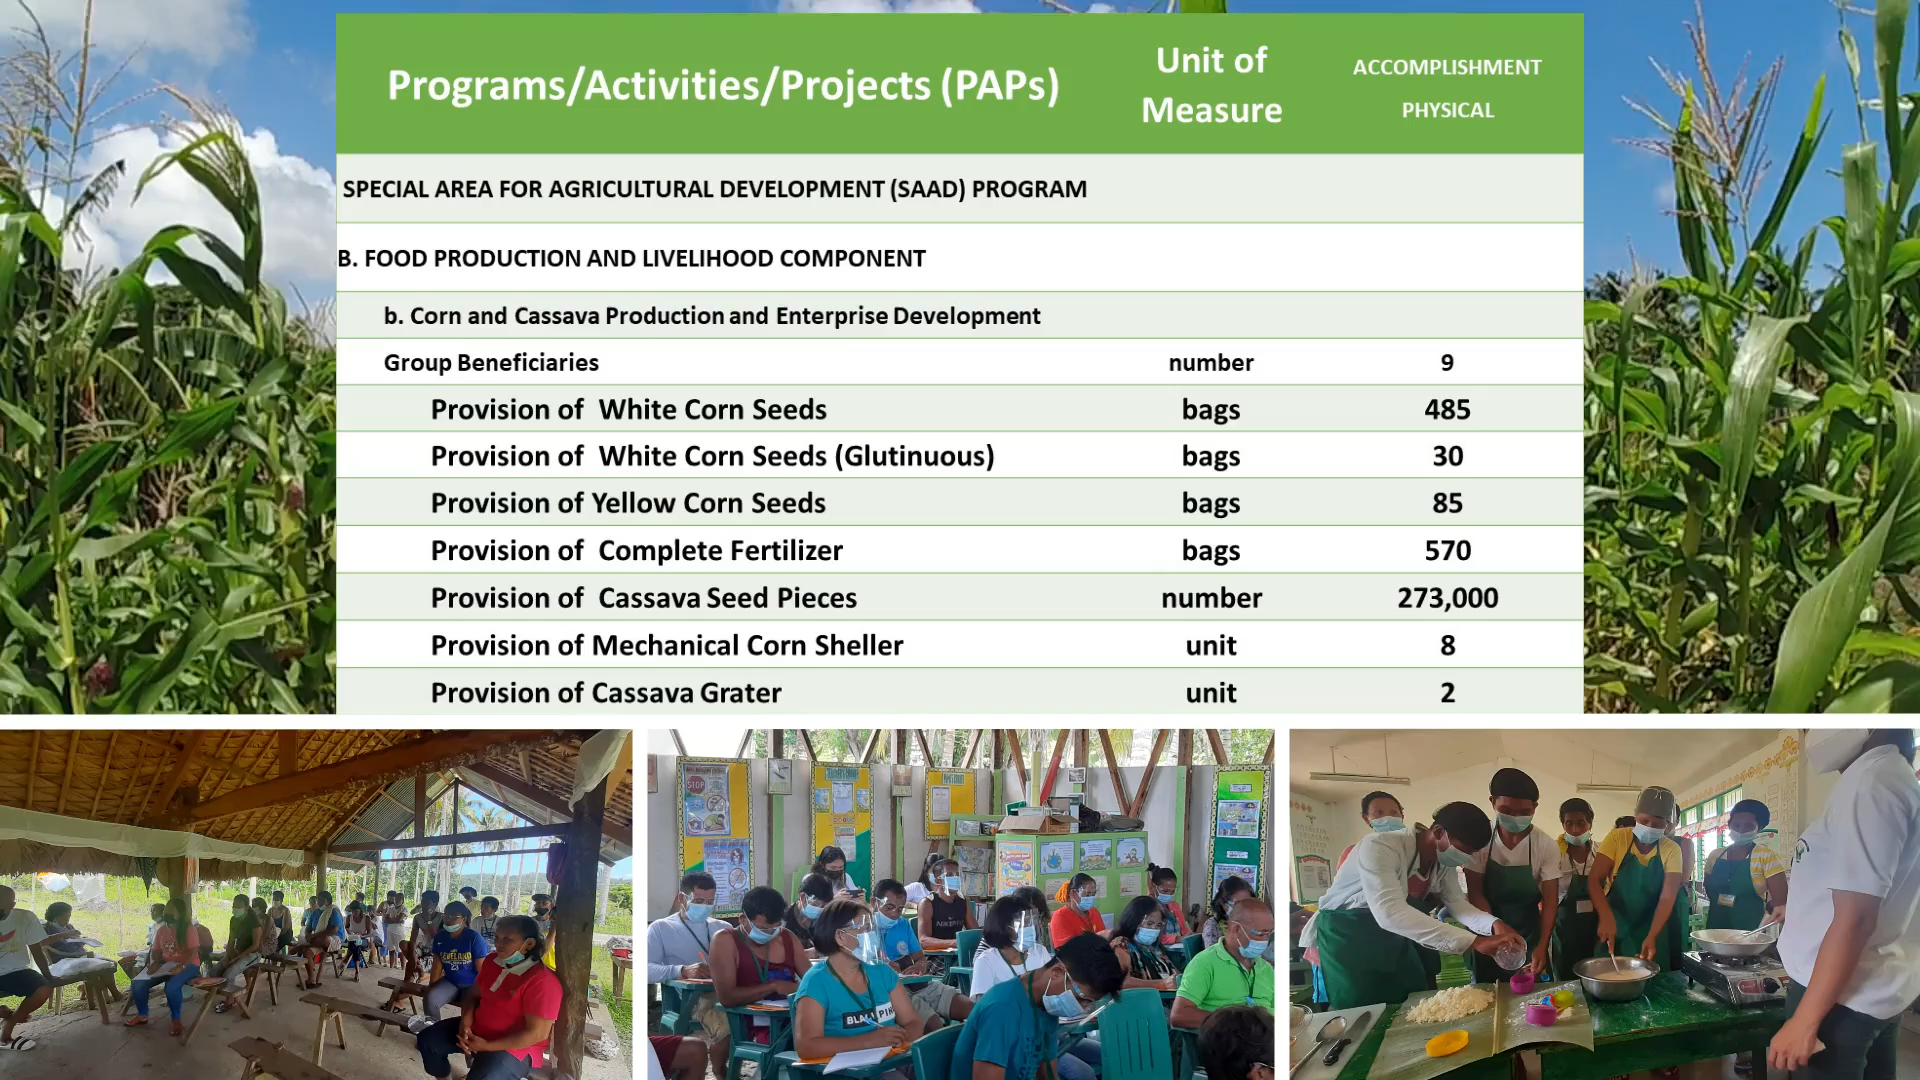 Programs/Activities/Projects (PAPs)
Unit of
Measure
ACCOMPLISHMENT
PHYSICAL
SPECIAL AREA FOR AGRICULTURAL DEVELOPMENT (SAAD) PROGRAM
B. FOOD PRODUCTION AND LIVELIHOOD COMPONENT
b. Corn and Cassava Production and Enterprise Development
Group Beneficiaries number 9
Provision of White Corn Seeds bags 485
Provision of White Corn Seeds (Glutinuous) bags 30
Provision of Yellow Corn Seeds bags 85
Provision of Complete Fertilizer bags 570
Provision of Cassava Seed Pieces number 273,000
Provision of Mechanical Corn Sheller unit 8
Provision of Cassava Grater unit 2
STOP